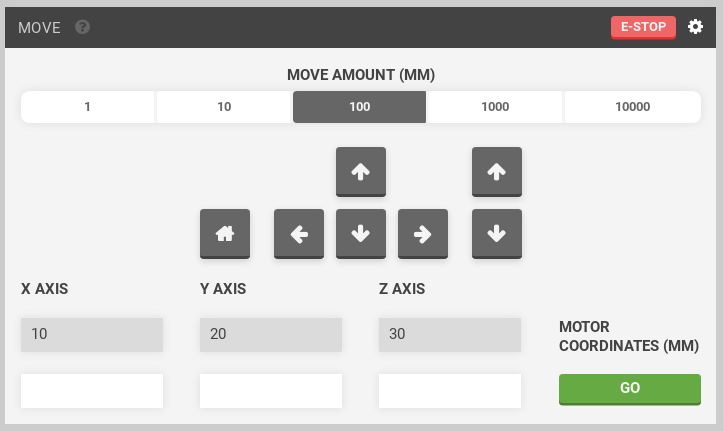 MOVE ?
E-STOP
MOVE AMOUNT (MM)
1 10 100 1000 10000
X AXIS Y AXIS Z AXIS
10 20 30
MOTOR
COORDINATES (MM)
GO